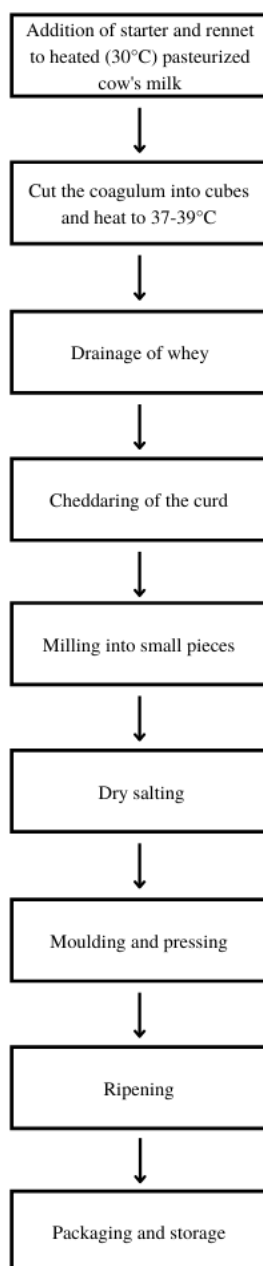 Addition of starter and rennet
to heated (30°C) pasteurized
cow's milk
Cut the coagulum into cubes
and heat to 37-39°C
Drainage of whey
Cheddaring of the curd
Milling into small pieces
Dry salting
Moulding and pressing
Ripening
Packaging and storage